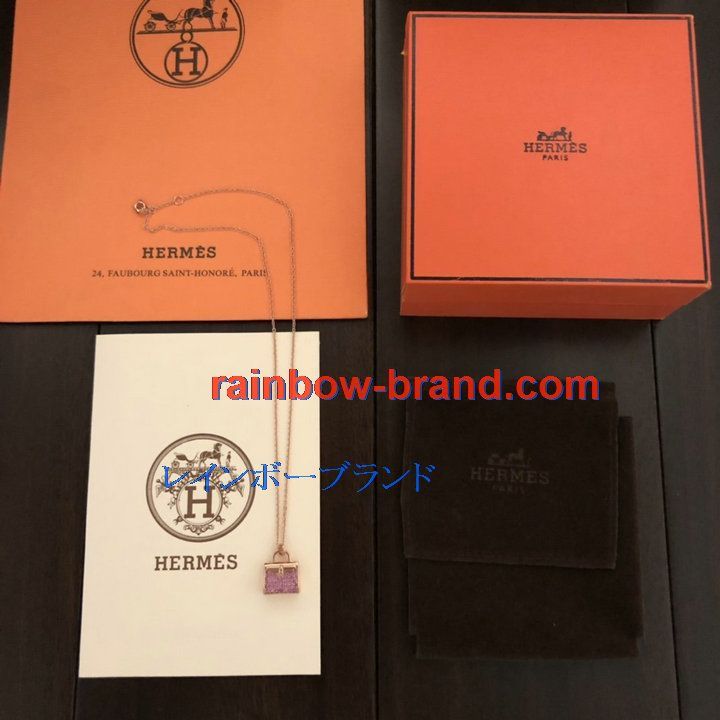 H
HERMÈS
24, FAUBOURG SAINT-HONORÉ, PARIS
HERMÈS
PARIS
rainbow-brand.com
レインボーブランド
H
HERMÈS
HERMÈS
PARIS